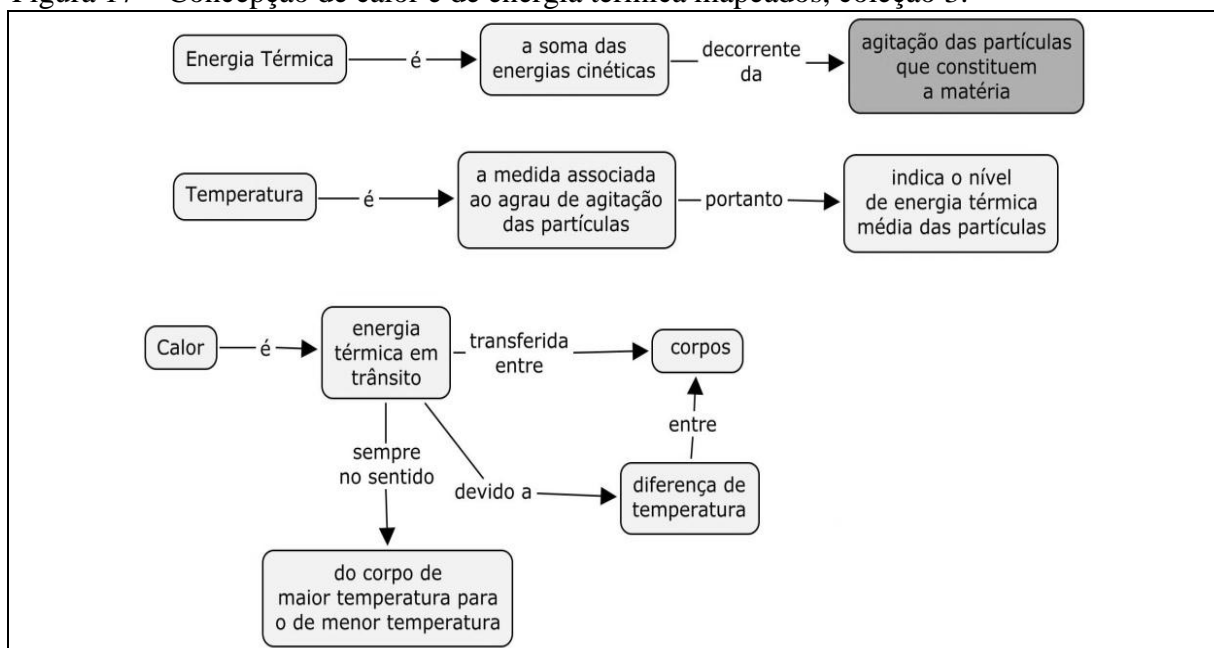 Figura 17 – Concepção de calor e de energia térmica mapeados, coleção 3.
Energia Térmica
é
a soma das
energias cinéticas
decorrente
da
agitação das partículas
que constituem
a matéria
Temperatura
é
a medida associada
ao agrau de agitação
das partículas
portanto
indica o nível
de energia térmica
média das partículas
Calor
é
energia
térmica em
trânsito
transferida
entre
corpos
entre
sempre
no sentido
devido a
diferença de
temperatura
do corpo de
maior temperatura para
o de menor temperatura